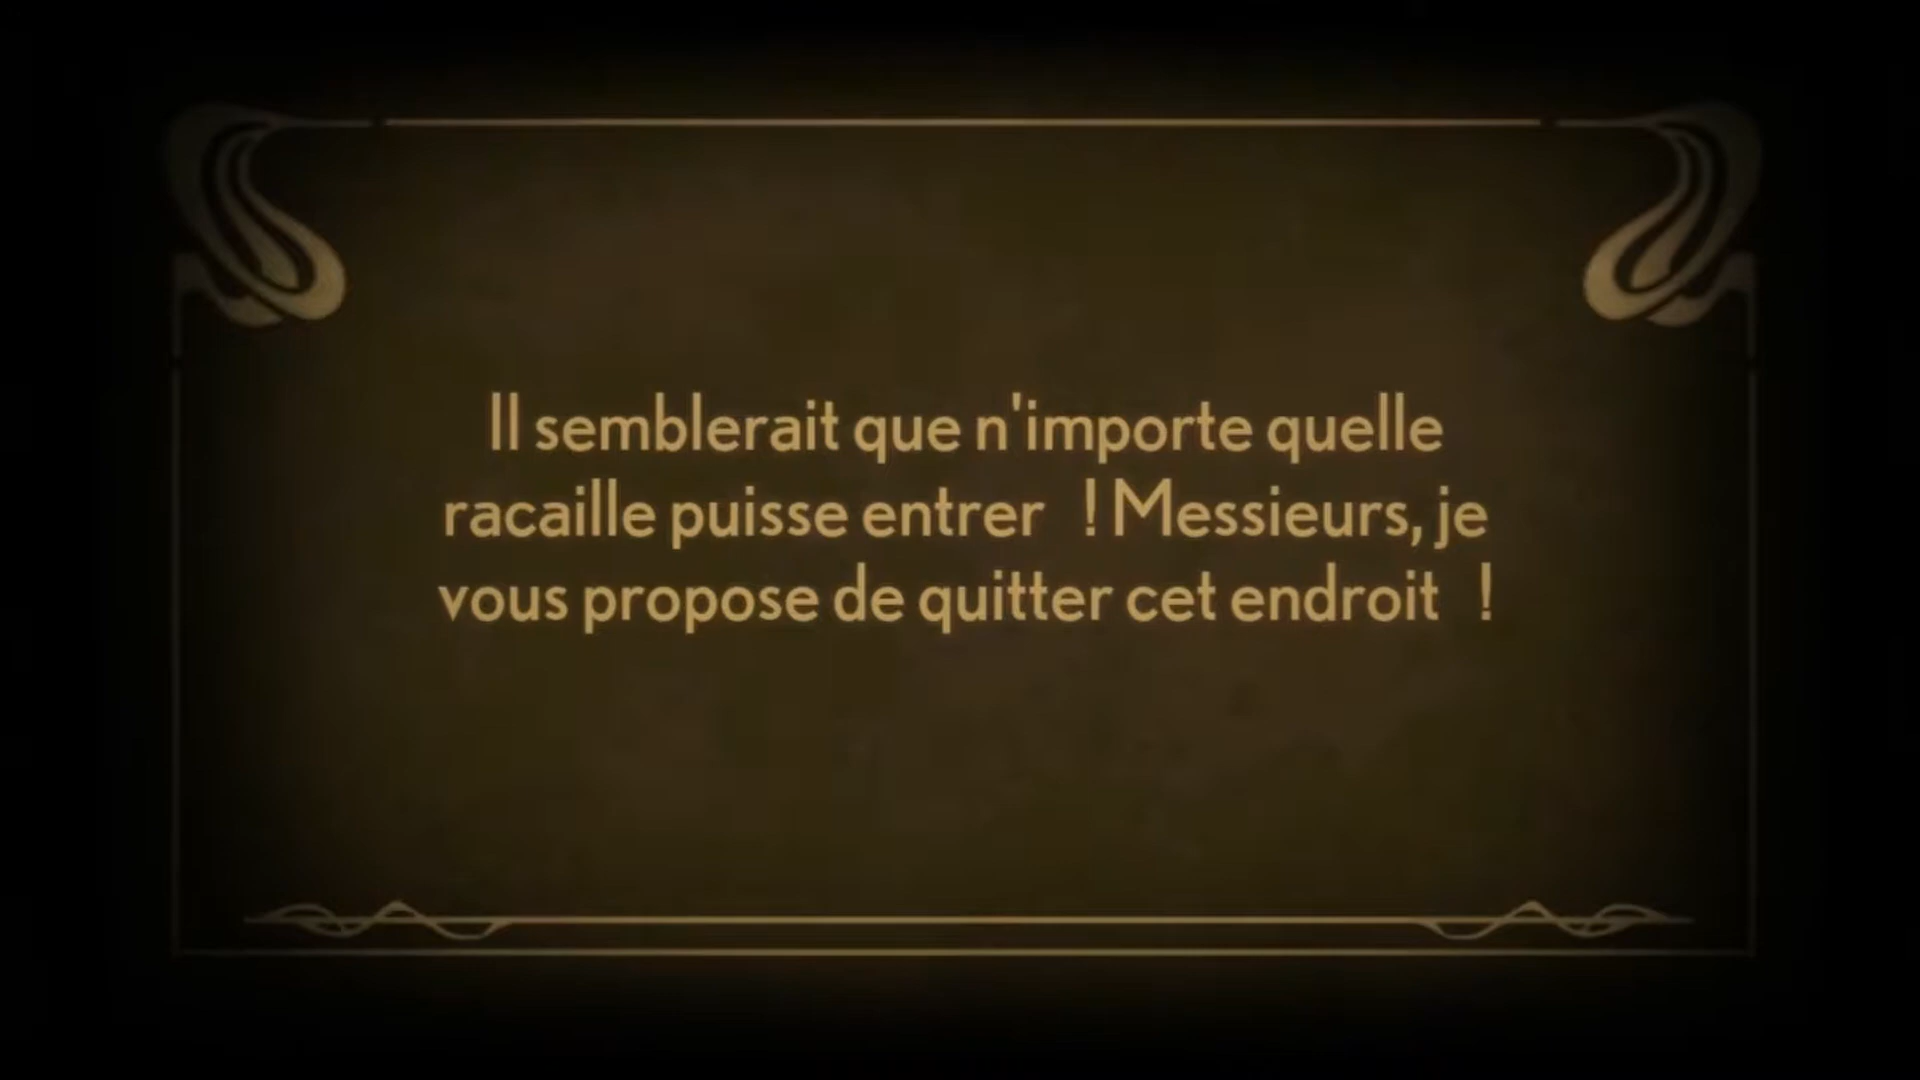 Il semblerait que n'importe quelle
racaille puisse entrer ! Messieurs, je
vous propose de quitter cet endroit !